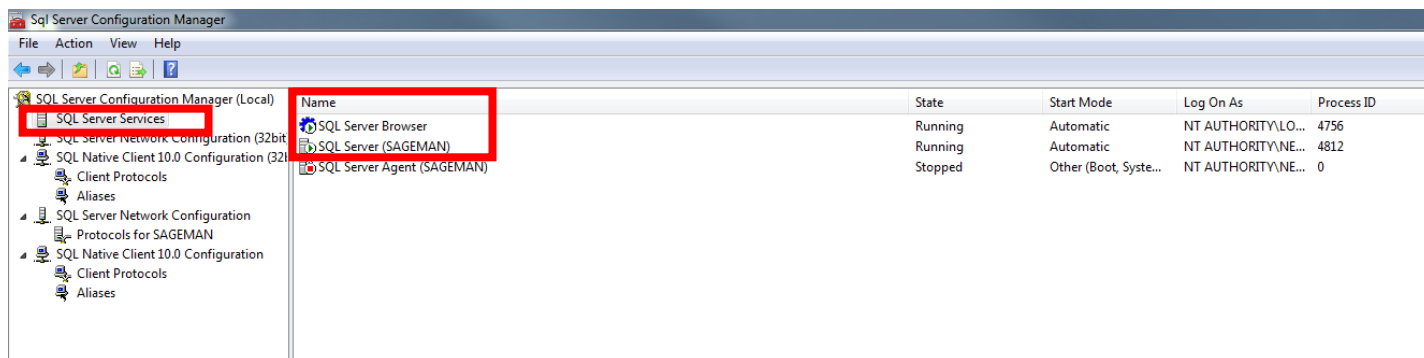 Sql Server Configuration Manager
File Action View Help
SQL Server Configuration Manager (Local)
SQL Server Services
SQL Server Network Configuration (32bit
SQL Native Client 10.0 Configuration (32b
Client Protocols
Aliases
SQL Server Network Configuration
Protocols for SAGEMAN
SQL Native Client 10.0 Configuration
Client Protocols
Aliases
Name State Start Mode Log On As Process ID
SQL Server Browser Running Automatic NT AUTHORITY\LO... 4756
SQL Server (SAGEMAN) Running Automatic NT AUTHORITY\NE... 4812
SQL Server Agent (SAGEMAN) Stopped Other (Boot, Syste... NT AUTHORITY\NE... 0